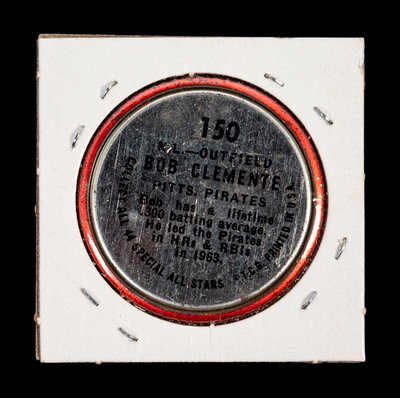 150
N.L.—OUTFIELD
BOB CLEMENTE
PITTS. PIRATES
Bob has a lifetime
.300 batting average.
He led the Pirates
in HRs & RBIs
in 1963.
COLLECT ALL 44 SPECIAL ALL STARS © T.C.G. PRINTED IN U.S.A.